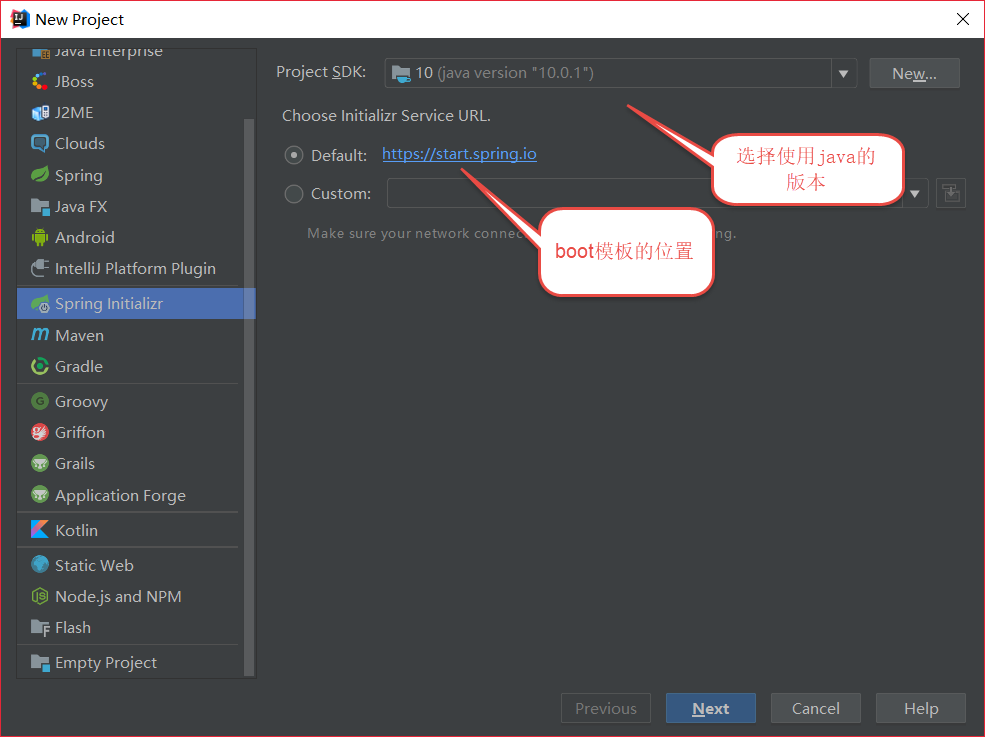 New Project
Java Enterprise
JBoss
J2ME
Clouds
Spring
Java FX
Android
IntelliJ Platform Plugin
Spring Initializr
Maven
Gradle
Groovy
Griffon
Grails
Application Forge
Kotlin
Static Web
Node.js and NPM
Flash
Empty Project
Project SDK: 10 (java version "10.0.1") New...
Choose Initializr Service URL.
Default: https://start.spring.io
Custom:
Make sure your network connec
ng.
选择使用java的
版本
boot模板的位置
Previous Next Cancel Help